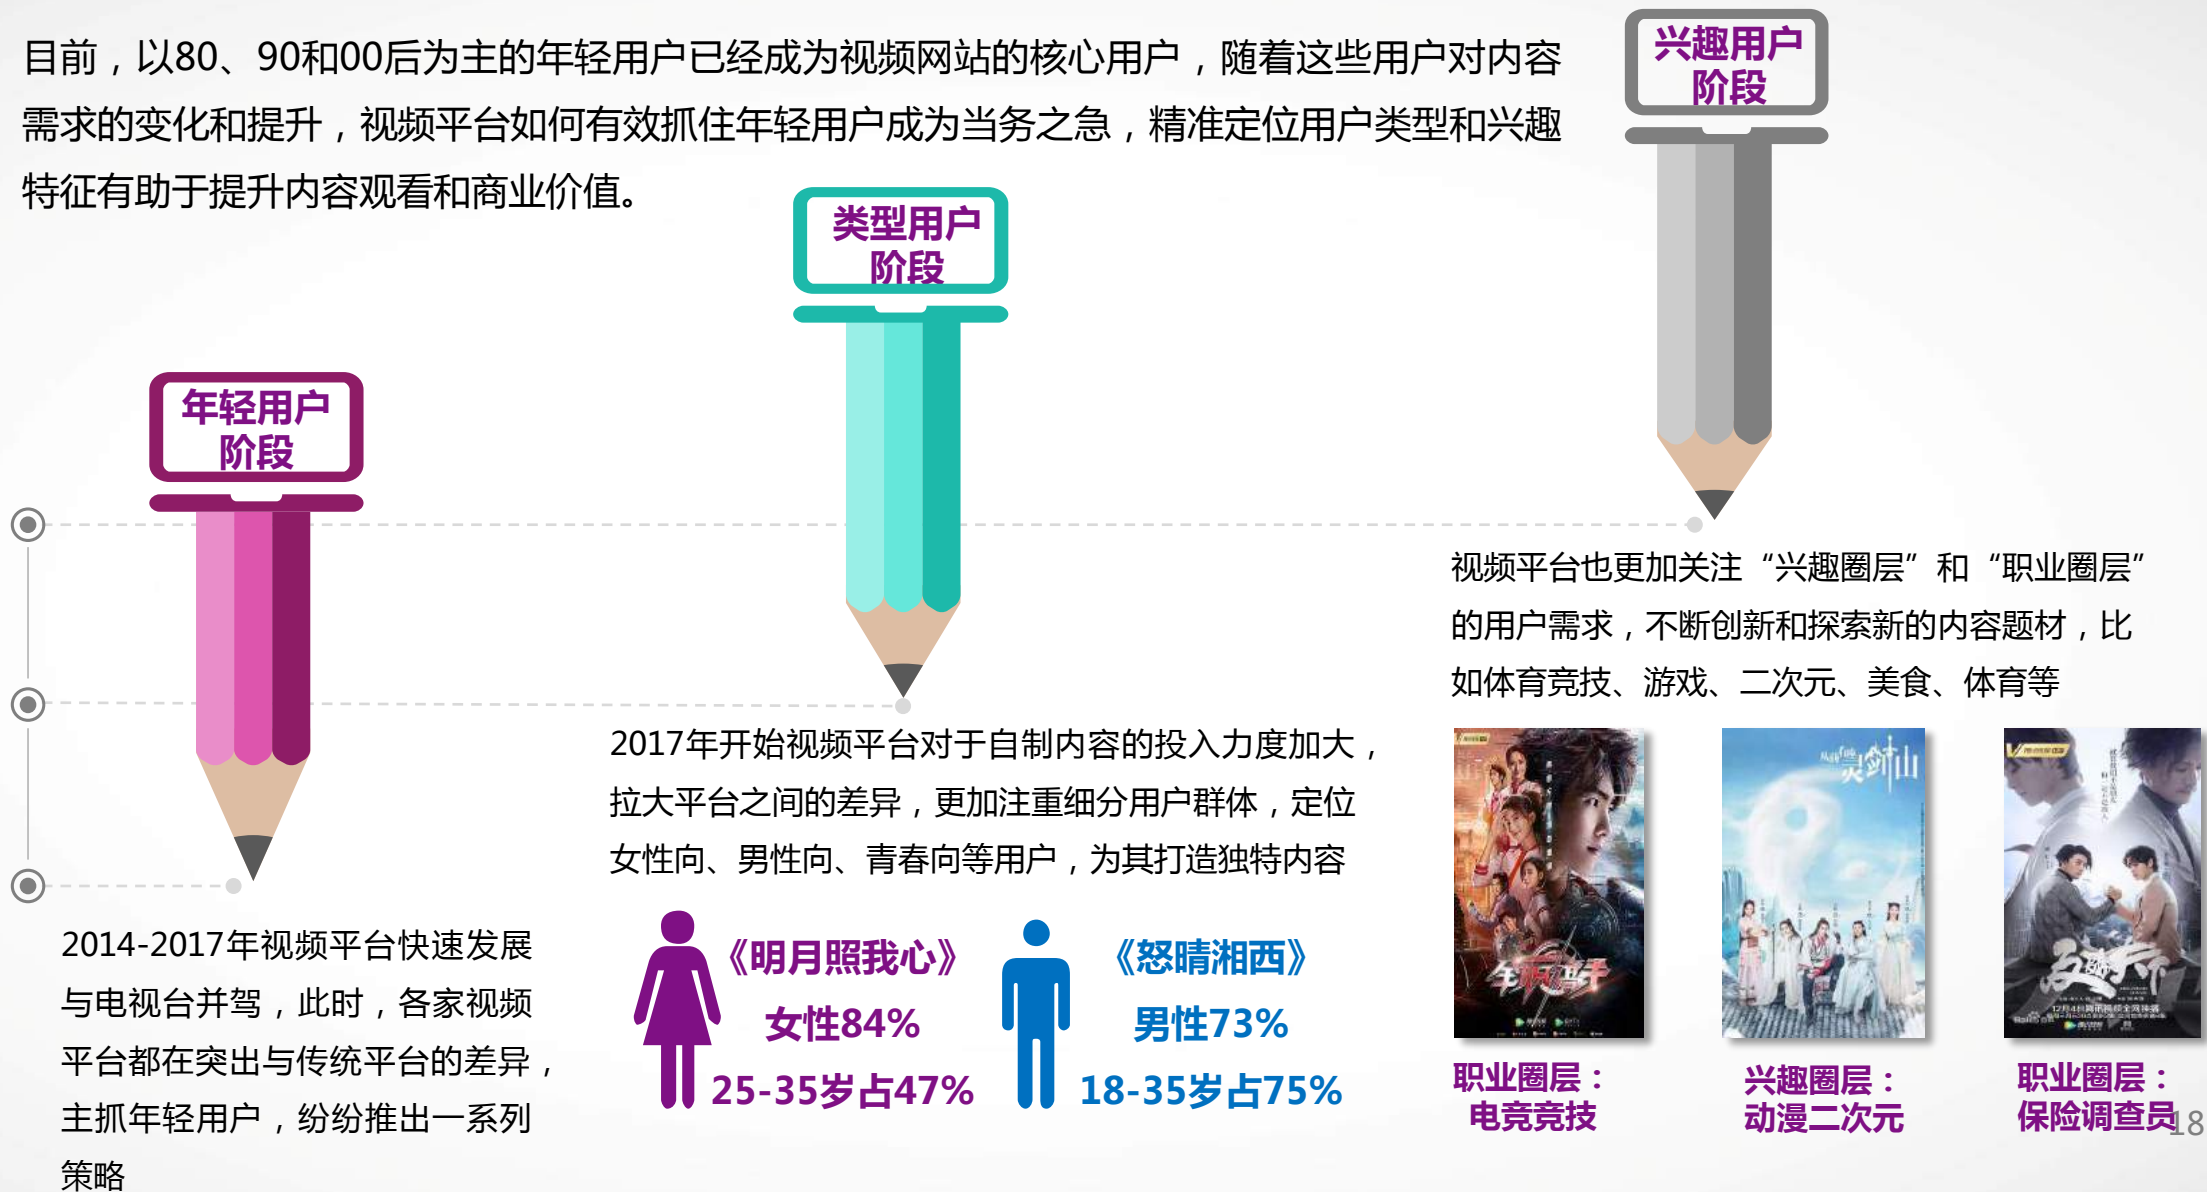 目前，以80、90和00后为主的年轻用户已经成为视频网站的核心用户，随着这些用户对内容
需求的变化和提升，视频平台如何有效抓住年轻用户成为当务之急，精准定位用户类型和兴趣
特征有助于提升内容观看和商业价值。
兴趣用户
阶段
类型用户
阶段
年轻用户
阶段
视频平台也更加关注“兴趣圈层”和“职业圈层”
的用户需求，不断创新和探索新的内容题材，比
如体育竞技、游戏、二次元、美食、体育等
2017年开始视频平台对于自制内容的投入力度加大，
拉大平台之间的差异，更加注重细分用户群体，定位
女性向、男性向、青春向等用户，为其打造独特内容
2014-2017年视频平台快速发展
与电视台并驾，此时，各家视频
平台都在突出与传统平台的差异，
主抓年轻用户，纷纷推出一系列
策略
《明月照我心》
女性84%
25-35岁占47%
《怒晴湘西》
男性73%
18-35岁占75%
灵剑山
12月4日腾讯视频全网独播
职业圈层：
电竞竞技
兴趣圈层：
动漫二次元
职业圈层：
保险调查员
18